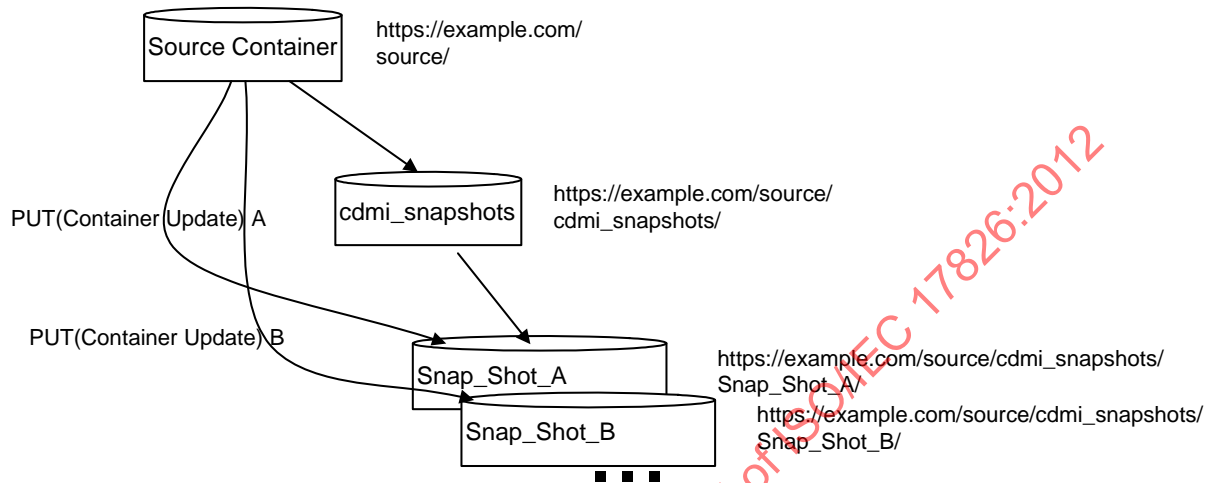 Source Container
https://example.com/
source/
cdmi_snapshots
https://example.com/source/
cdmi_snapshots/
PUT(Container Update) A
PUT(Container Update) B
Snap_Shot_A
https://example.com/source/cdmi_snapshots/
Snap_Shot_A/
Snap_Shot_B
https://example.com/source/cdmi_snapshots/
Snap_Shot_B/
of ISO/IEC 17826:2012